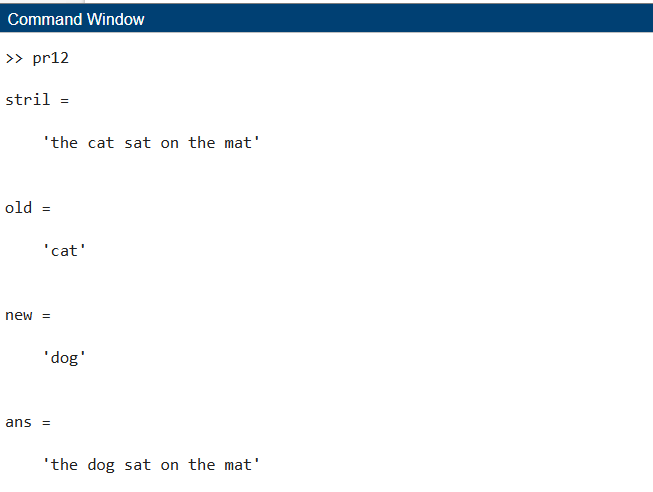 Command Window
>> pr12
stril =
'the cat sat on the mat'
old =
'cat'
new =
'dog'
ans =
'the dog sat on the mat'